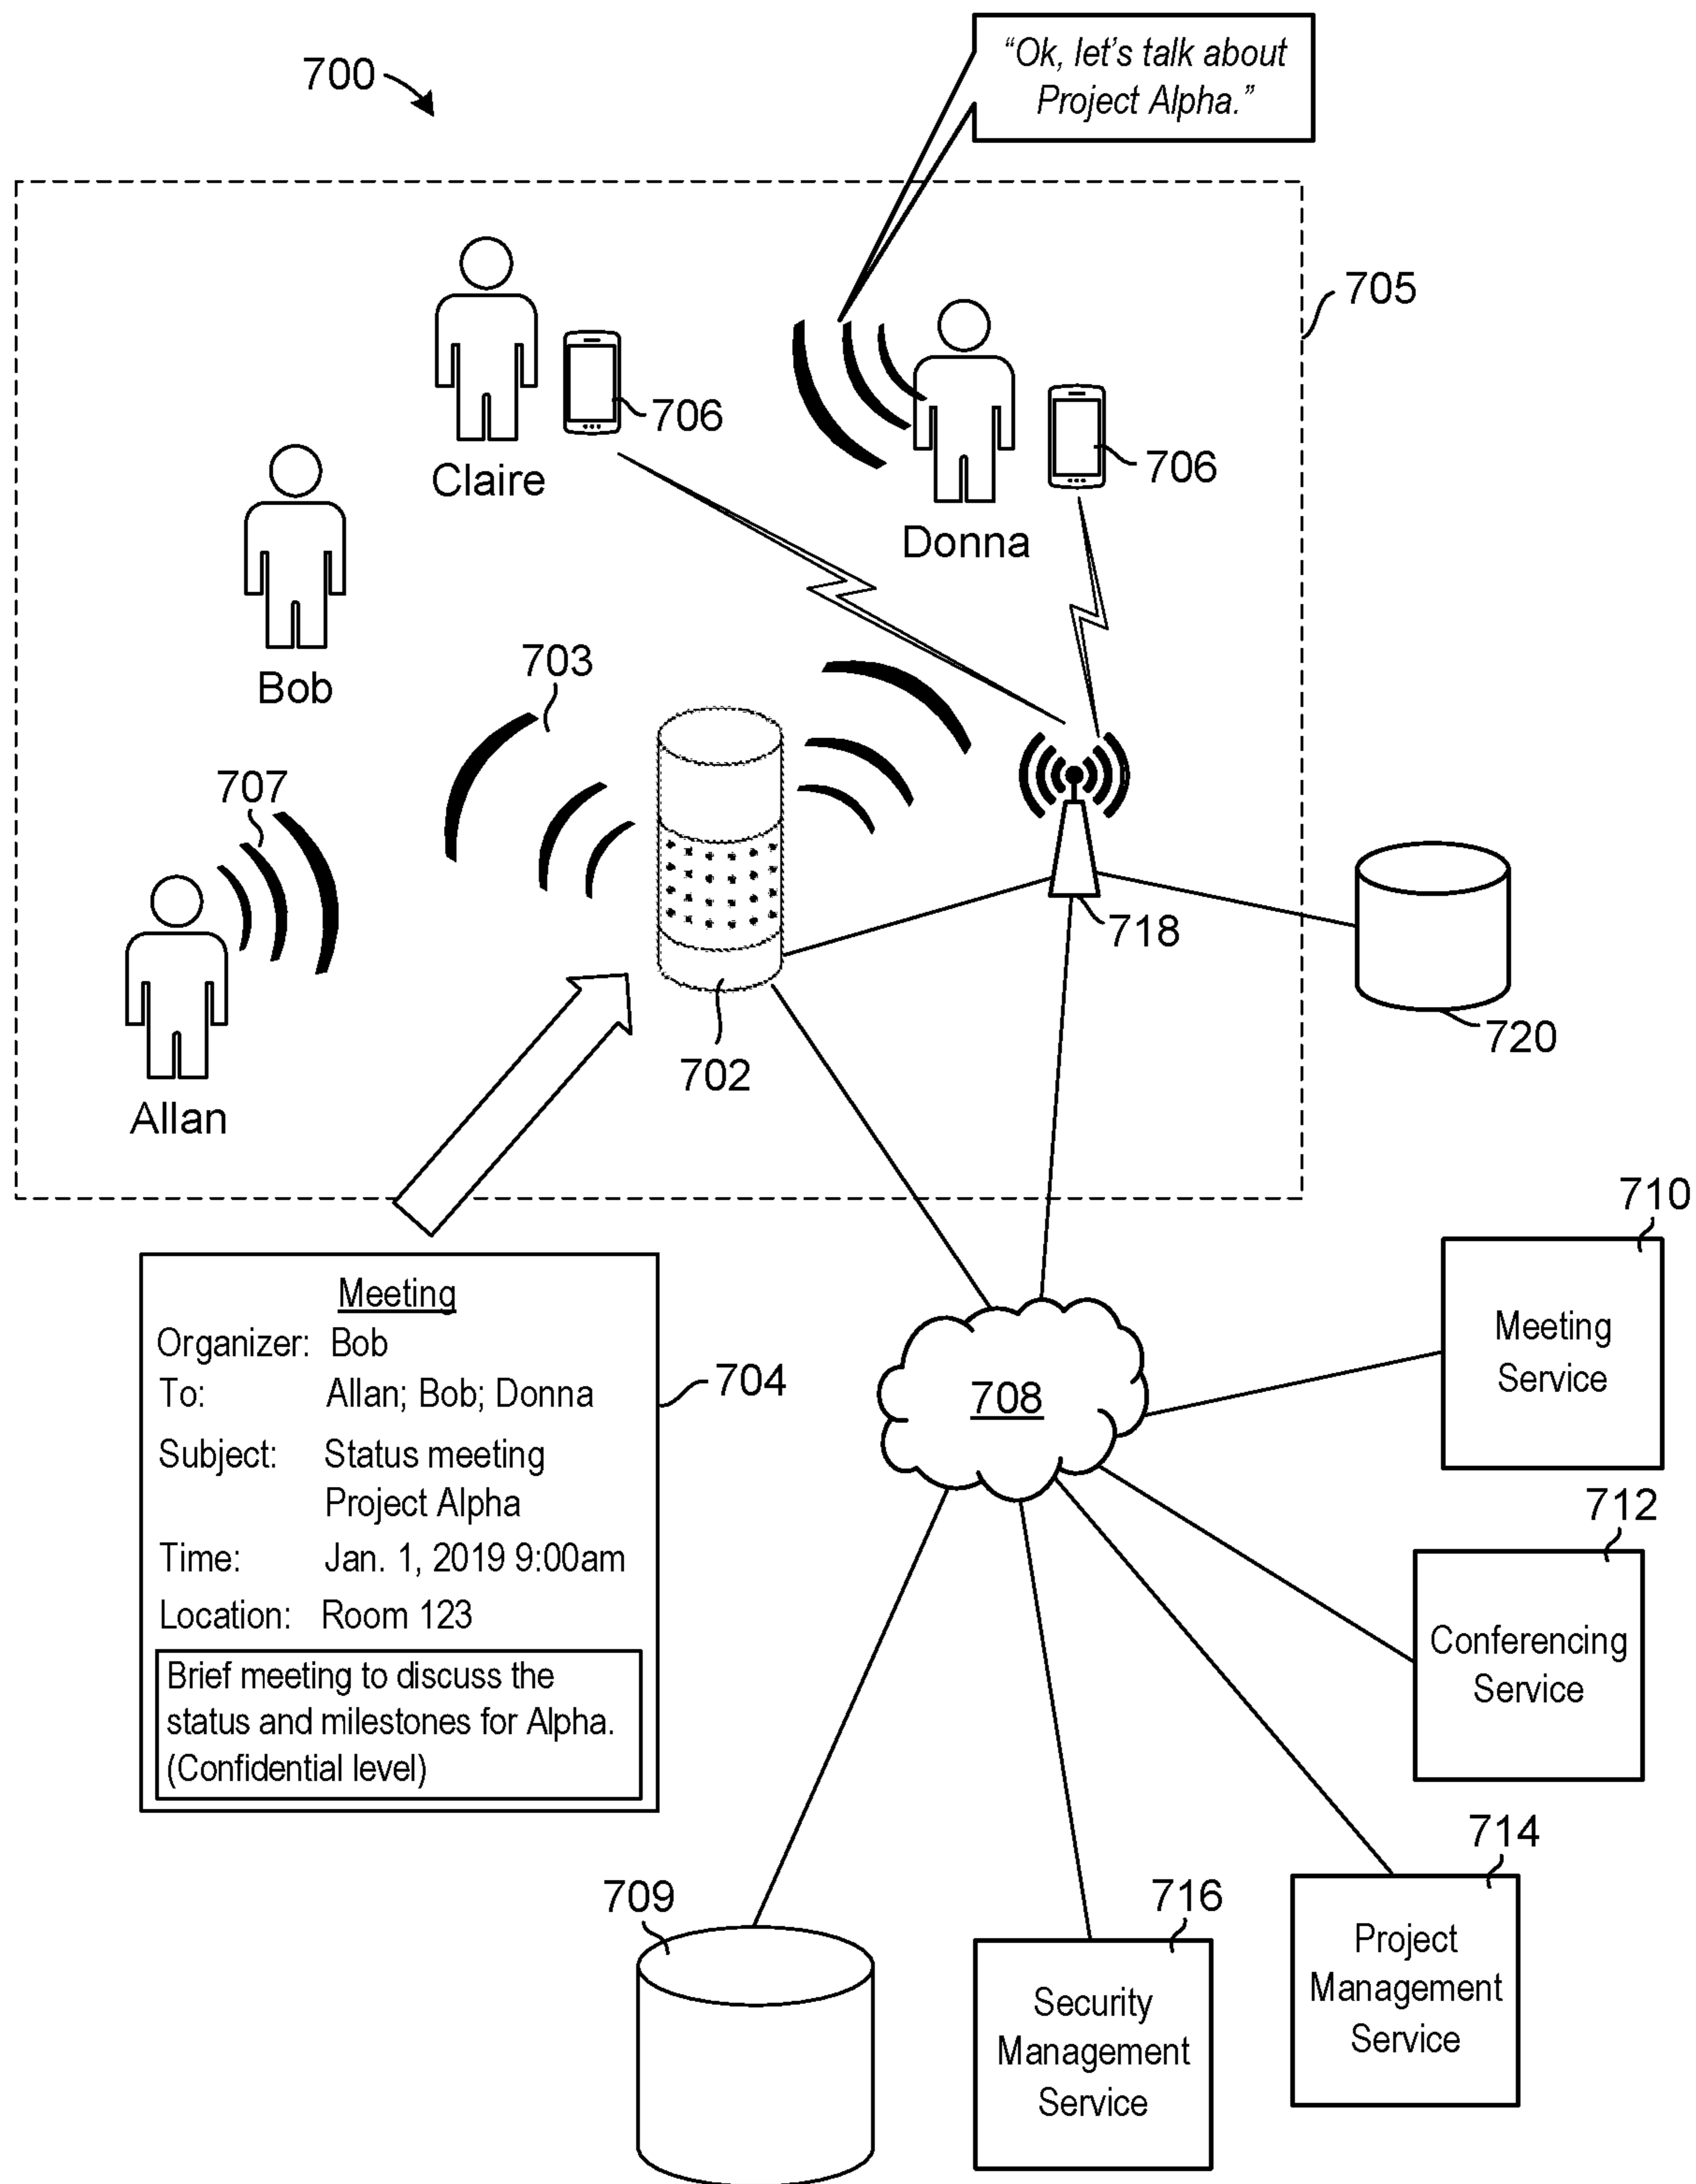 “Ok, let’s talk about
Project Alpha.”
700
705
706
Claire
706
Donna
Bob
703
707
718
720
702
Allan
710
Meeting
Service
Meeting
Organizer: Bob
To: Allan; Bob; Donna
Subject: Status meeting
Project Alpha
Time: Jan. 1, 2019 9:00am
Location: Room 123
Brief meeting to discuss the
status and milestones for Alpha.
(Confidential level)
704
708
712
Conferencing
Service
714
Project
Management
Service
716
Security
Management
Service
709